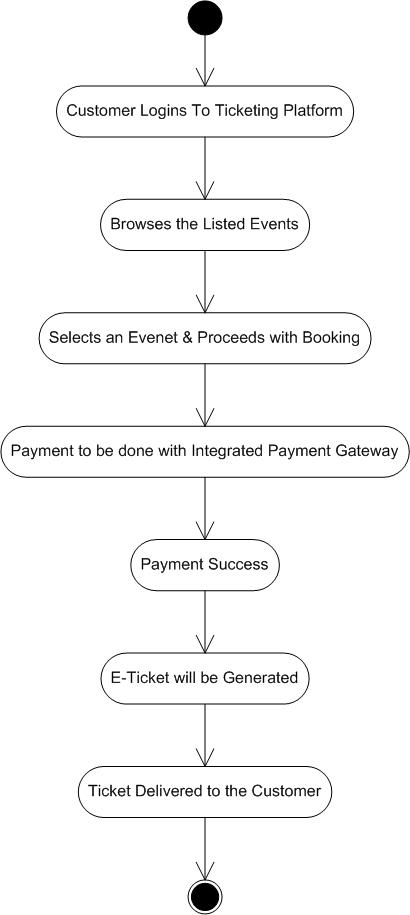 Customer Logins To Ticketing Platform
Browses the Listed Events
Selects an Evenet & Proceeds with Booking
Payment to be done with Integrated Payment Gateway
Payment Success
E-Ticket will be Generated
Ticket Delivered to the Customer